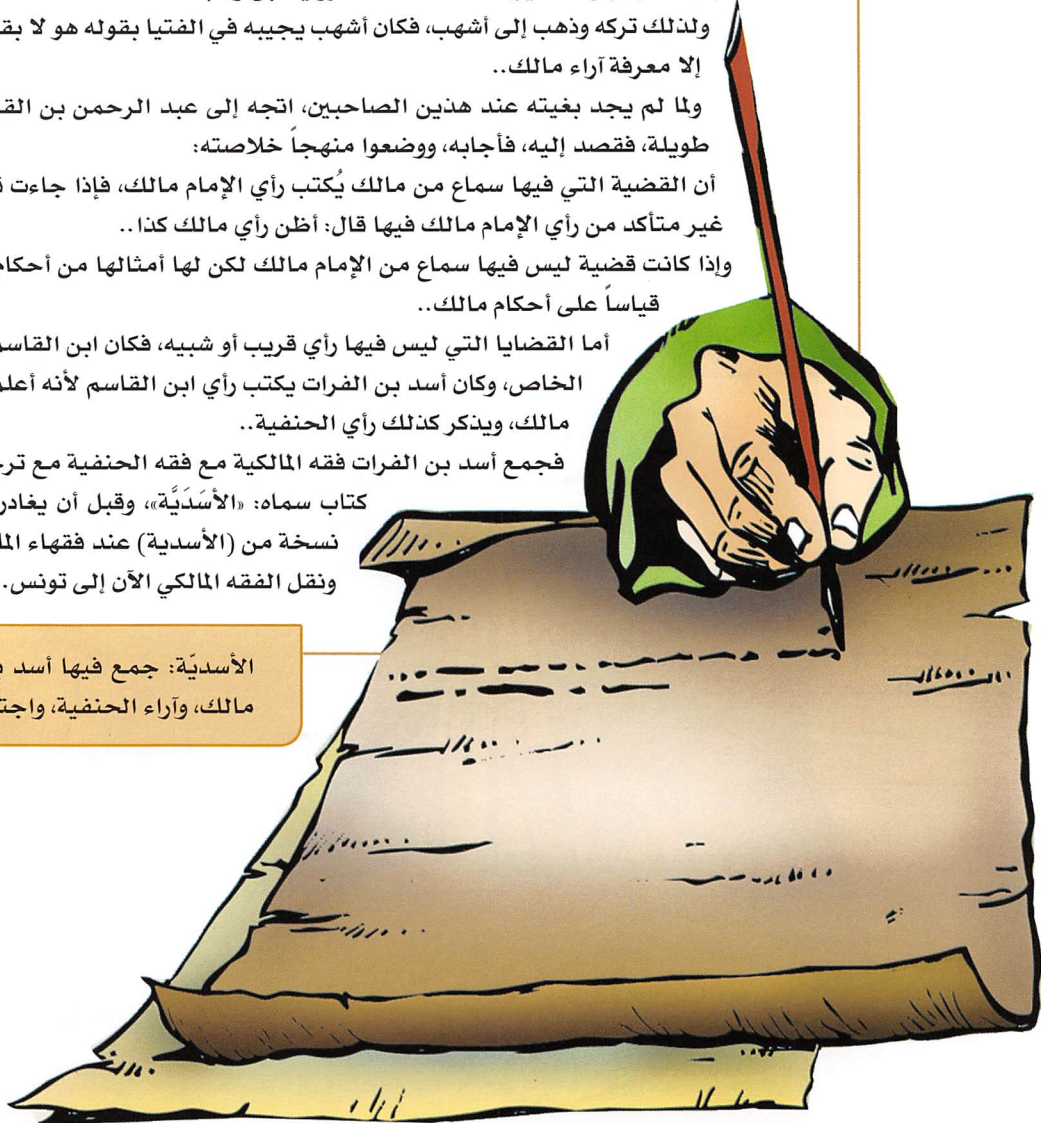 ولذلك تركه وذهب إلى أشهب، فكان أشهب يجيبه في الفتيا بقوله هو لا
إلا معرفة آراء مالك..
ولما لم يجد بغيته عند هذين الصاحبين، اتجه إلى عبد الرحمن بن
طويلة، فقصد إليه، فأجابه، ووضعوا منهجاً خلاصته:
أن القضية التي فيها سماع من مالك يُكتب رأي الإمام مالك، فإذا جاءت
غير متأكد من رأي الإمام مالك فيها قال: أظن رأي مالك كذا..
وإذا كانت قضية ليس فيها سماع من الإمام مالك لكن لها أمثالها من
قياساً على أحكام مالك..
أما القضايا التي ليس فيها رأي قريب أو شبيه، فكان ابن القاسم
الخاص، وكان أسد بن الفرات يكتب رأي ابن القاسم لأنه
مالك، ويذكر كذلك رأي الحنفية..
فجمع أسد بن الفرات فقه المالكية مع فقه الحنفية مع
كتاب سماه: «الأسَدَيَّة»، وقبل أن
نسخة من (الأسدية) عند فقهاء
ونقل الفقه المالكي الآن إلى تونس.
الأسديّة: جمع فيها أسد
مالك، وآراء الحنفية،